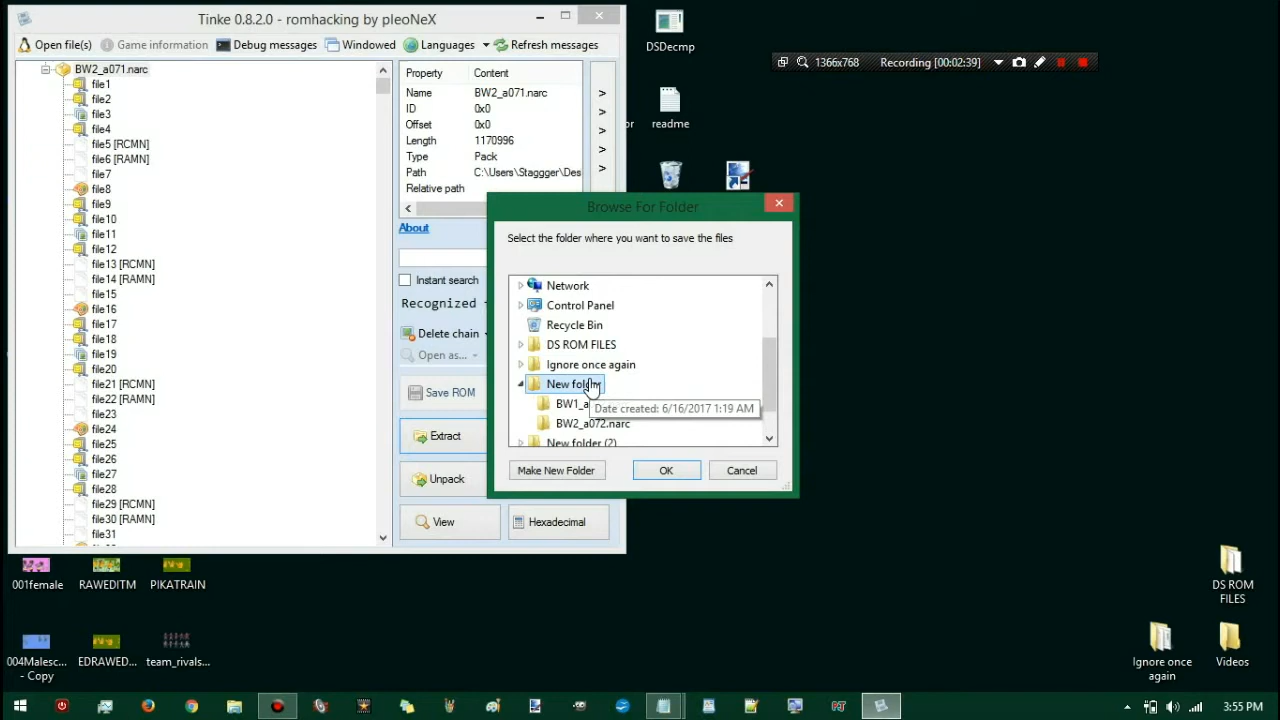 Tinke 0.8.2.0 - romhacking by pleoNeX
Open file(s) Game information Debug messages Windowed Languages Refresh messages
BW2_a071.narc
file1
file2
file3
file4
file5 [RCMN]
file6 [RAMN]
file7
file8
file9
file10
file11
file12
file13 [RCMN]
file14 [RAMN]
file15
file16
file17
file18
file19
file20
file21 [RCMN]
file22 [RAMN]
file23
file24
file25
file26
file27
file28
file29 [RCMN]
file30 [RAMN]
file31
Property Content
Name BW2_a071.narc
ID 0x0
Offset 0x0
Length 1170996
Type Pack
Path C:\Users\Staggger\Des
Relative path
>
>
>
>
>
<
About
Instant search
Recognized
Delete chain
Open as...
Save ROM
Extract
Unpack
View Hexadecimal
Browse For Folder
Select the folder where you want to save the files
Network
Control Panel
Recycle Bin
DS ROM FILES
Ignore once again
New folder
Date created: 6/16/2017 1:19 AM
BW1_a
BW2_a072.narc
New folder (2)
Make New Folder OK Cancel
DSDecmp
1366x768 Recording [00:02:39]
or
readme
001female
RAWEDITM
PIKATRAIN
004Malesc...
- Copy
EDRAWED...
team_rivals...
DS ROM
FILES
Ignore once
again
Videos
3:55 PM